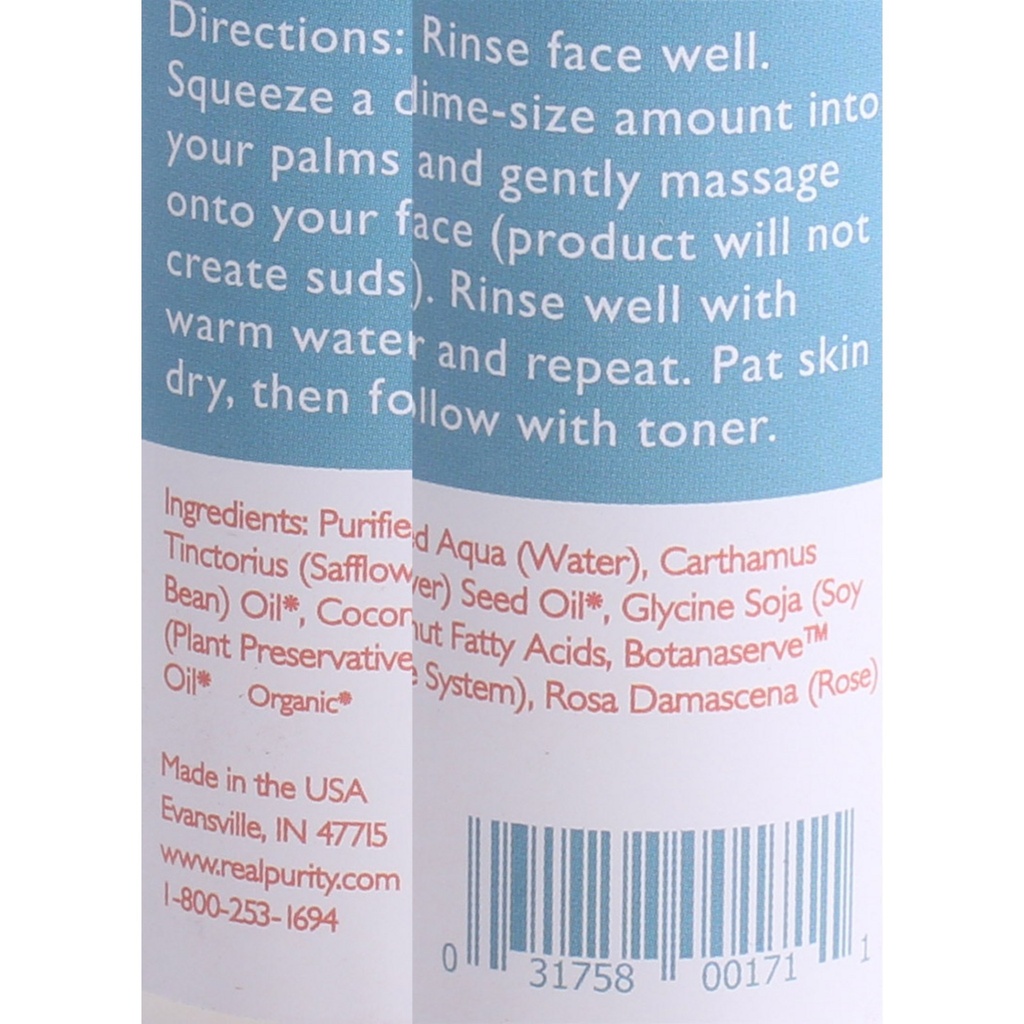 Directions: Rinse face well.
Squeeze a dime-size amount into
your palms and gently massage
onto your face (product will not
create suds). Rinse well with
warm water and repeat. Pat skin
dry, then follow with toner.
Ingredients: Purified Aqua (Water), Carthamus
Tinctorius (Safflower) Seed Oil*, Glycine Soja (Soy
Bean) Oil*, Coconut Fatty Acids, Botanaserve™
(Plant Preservative System), Rosa Damascena (Rose)
Oil* Organic*
Made in the USA
Evansville, IN 47715
www.realpurity.com
1-800-253-1694
0 31758 00171 1